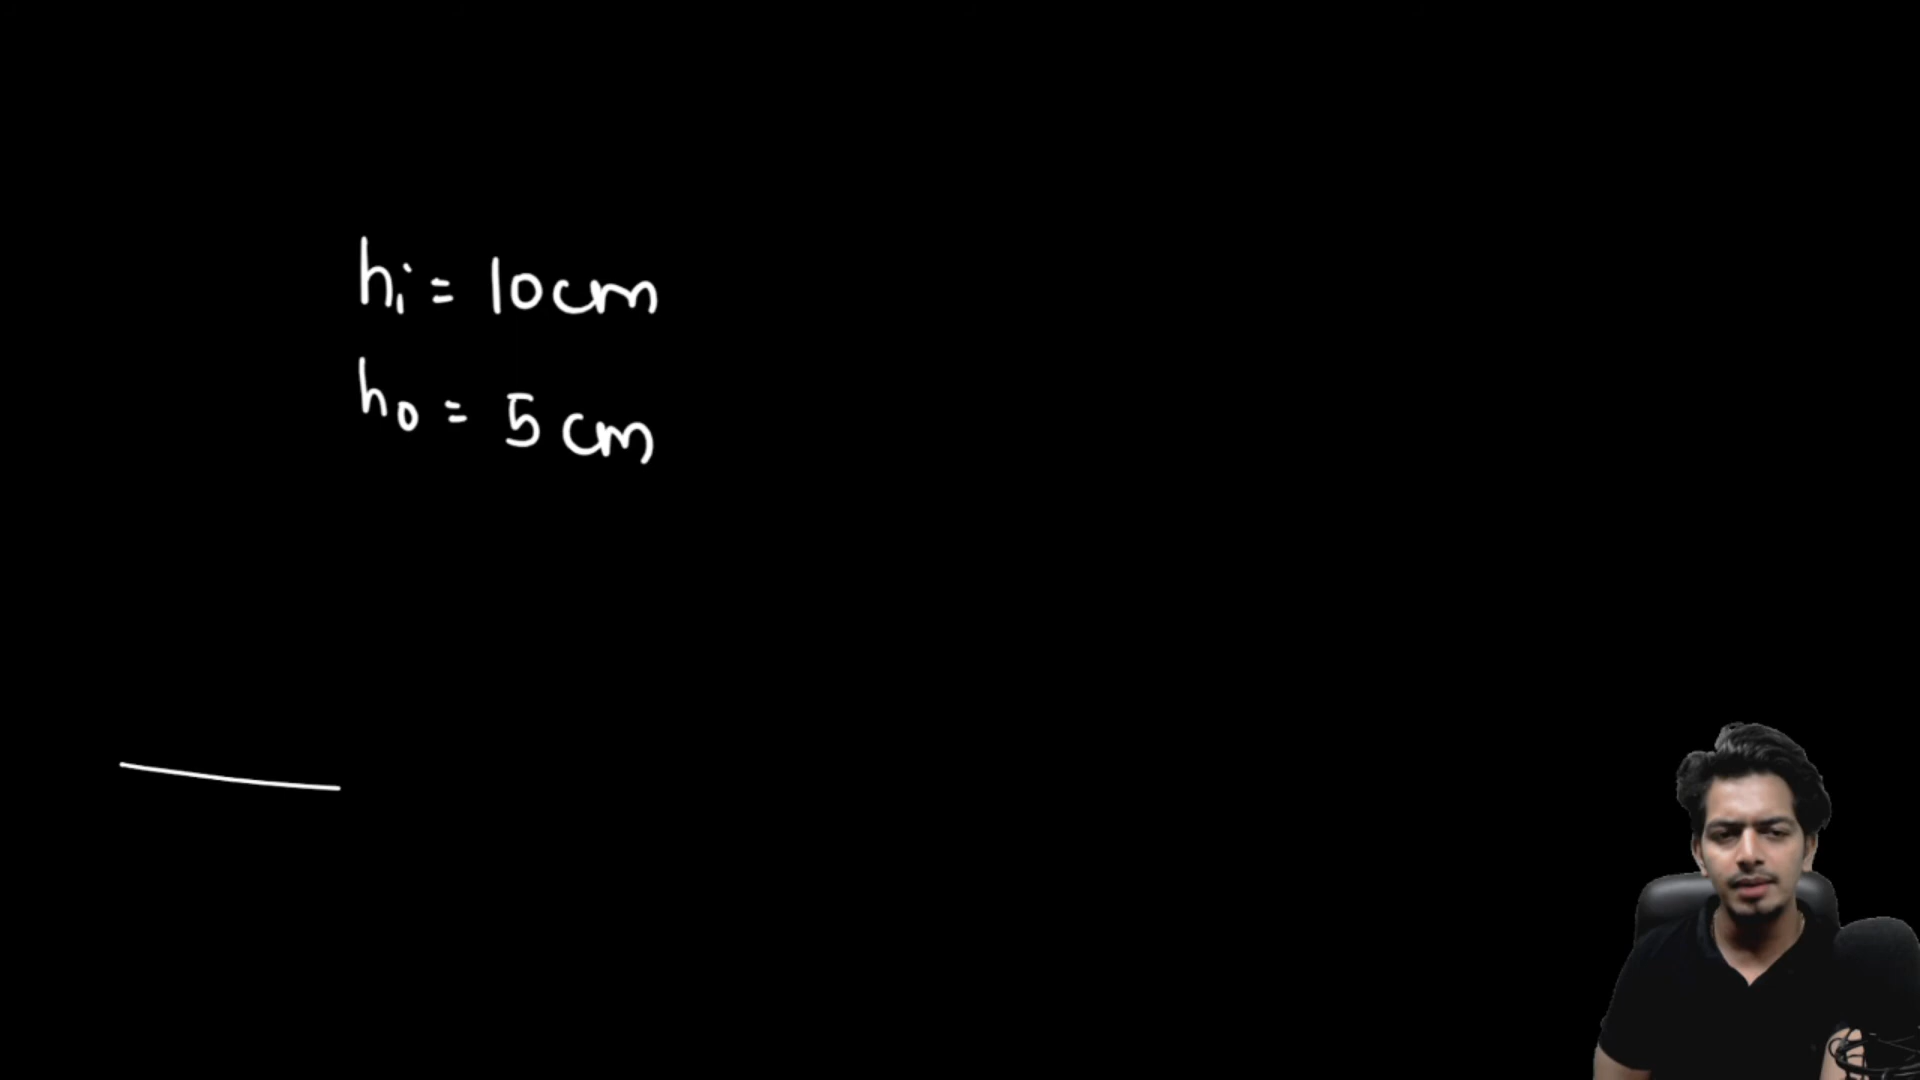 hi = 10cm
ho = 5 cm